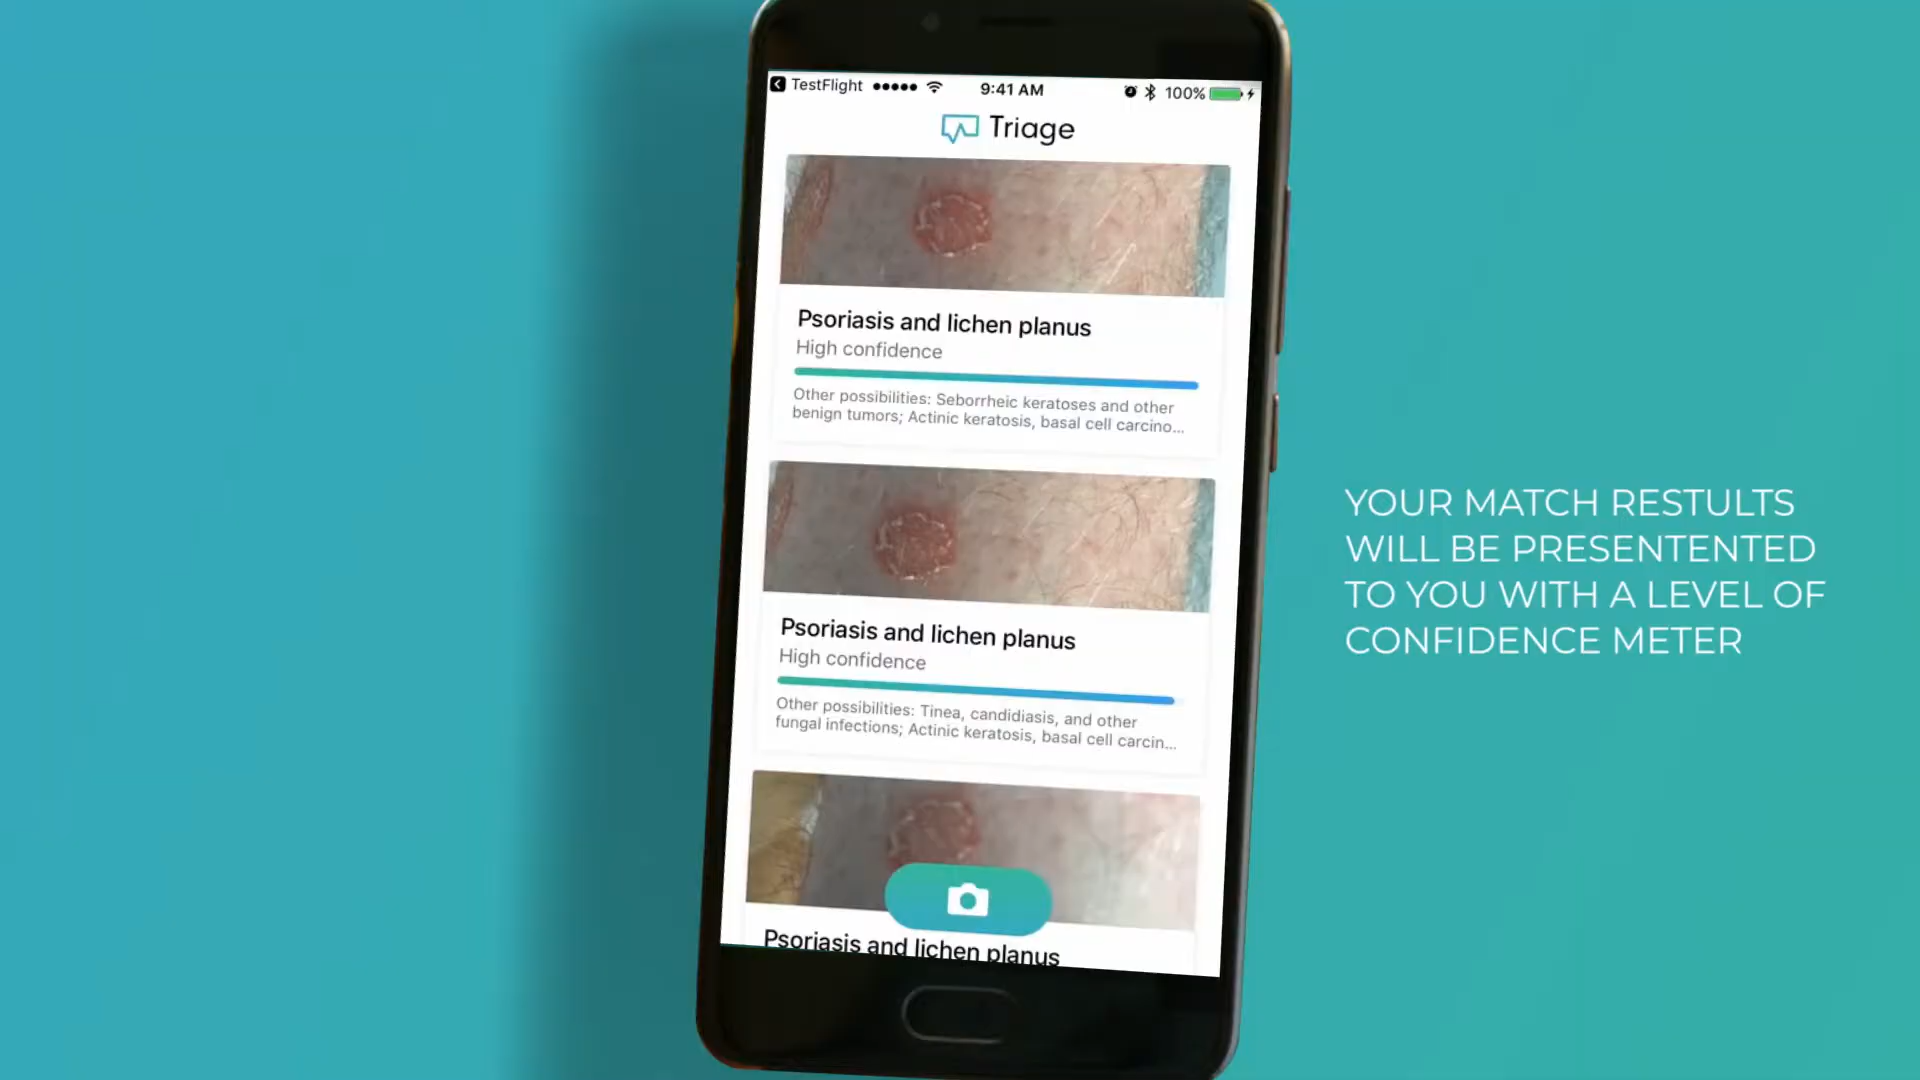 TestFlight 9:41 AM 100%
Triage
Psoriasis and lichen planus
High confidence
Other possibilities: Seborrheic keratoses and other
benign tumors; Actinic keratosis, basal cell carcino...
Psoriasis and lichen planus
High confidence
Other possibilities: Tinea, candidiasis, and other
fungal infections; Actinic keratosis, basal cell carcin...
Psoriasis and lichen planus
YOUR MATCH RESTULTS
WILL BE PRESENTENTED
TO YOU WITH A LEVEL OF
CONFIDENCE METER